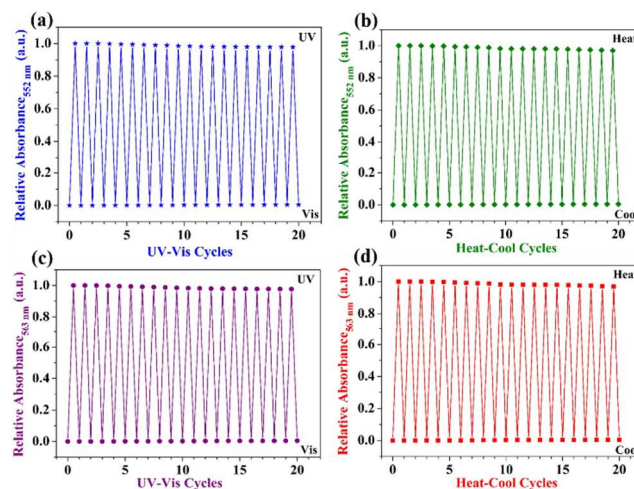 (a)
UV
1.0
0.8
0.6
0.4
0.2
0.0
Relative Absorbance552 nm (a.u.)
Vis
0 5 10 15 20
UV-Vis Cycles
(b)
Heat
1.0
0.8
0.6
0.4
0.2
0.0
Relative Absorbance552 nm (a.u.)
Cool
0 5 10 15 20
Heat-Cool Cycles
(c)
UV
1.0
0.8
0.6
0.4
0.2
0.0
Relative Absorbance563 nm (a.u.)
Vis
0 5 10 15 20
UV-Vis Cycles
(d)
Heat
1.0
0.8
0.6
0.4
0.2
0.0
Relative Absorbance563 nm (a.u.)
Cool
0 5 10 15 20
Heat-Cool Cycles